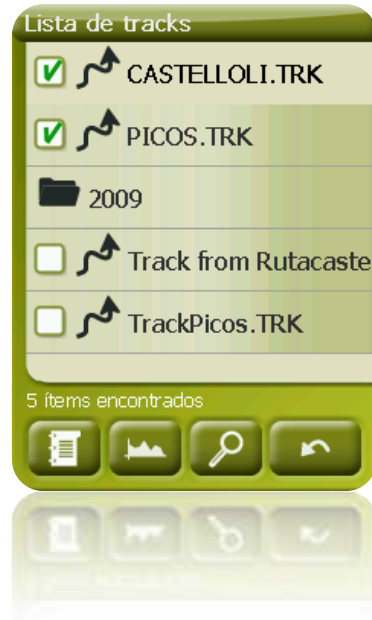 Lista de tracks
CASTELLOLI.TRK
PICOS.TRK
2009
Track from Rutacaste
TrackPicos.TRK
5 ítems encontrados